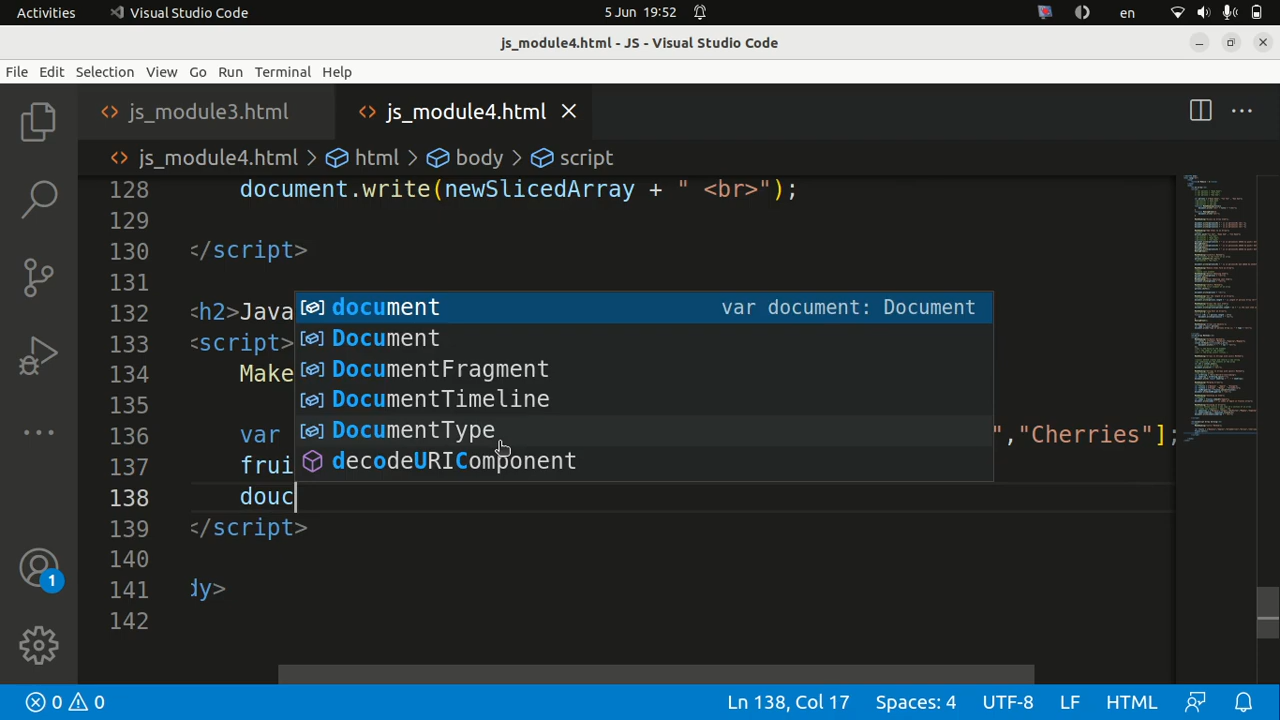 Activities Visual Studio Code 5 Jun 19:52 en
js_module4.html - JS - Visual Studio Code
File Edit Selection View Go Run Terminal Help
js_module3.html js_module4.html
js_module4.html > html > body > script
128 document.write(newSlicedArray + " <br>");
129
130 </script>
131
132 <h2>Java
133 <script>
134 Make
135
136 var ","Cherries"];
137 frui
138 douc
139 </script>
140
141 dy>
142
document var document: Document
Document
DocumentFragment
DocumentTimeline
DocumentType
decodeURIComponent
1
0 0 Ln 138, Col 17 Spaces: 4 UTF-8 LF HTML